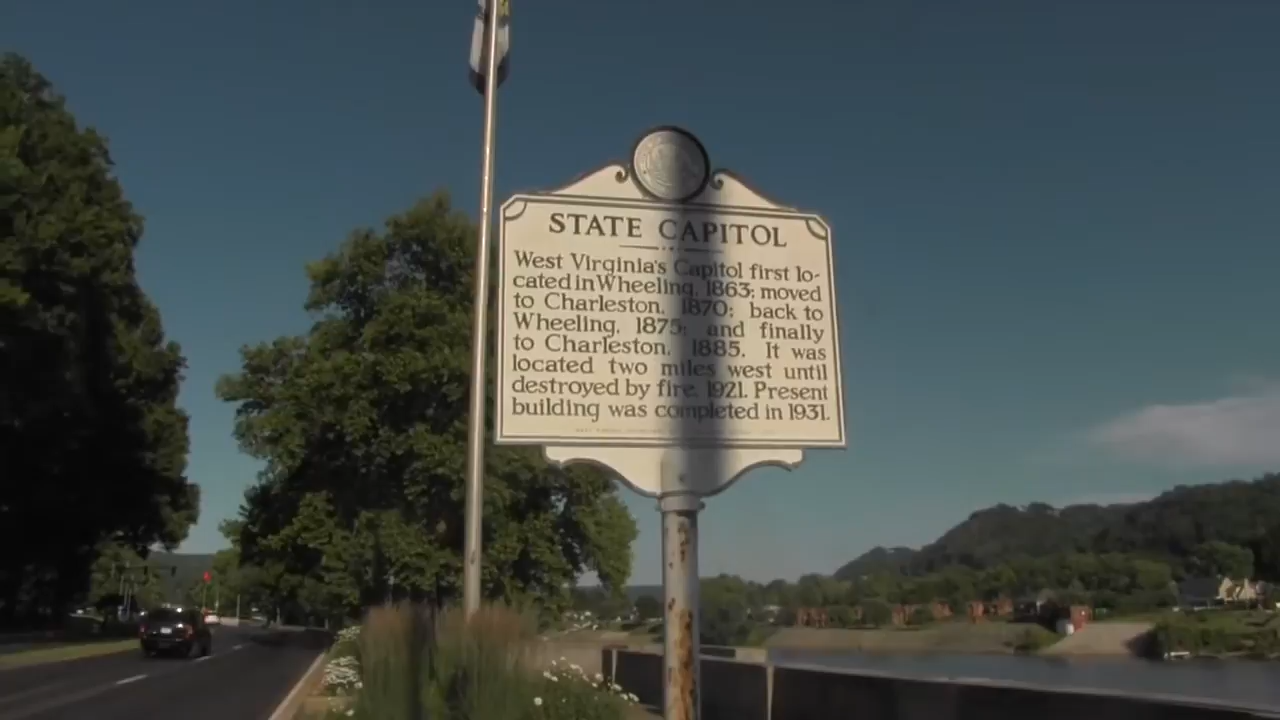 STATE CAPITOL
West Virginia's Capitol first lo-
cated in Wheeling, 1863; moved
to Charleston, 1870; back to
Wheeling, 1875; and finally
to Charleston, 1885. It was
located two miles west until
destroyed by fire, 1921. Present
building was completed in 1931.